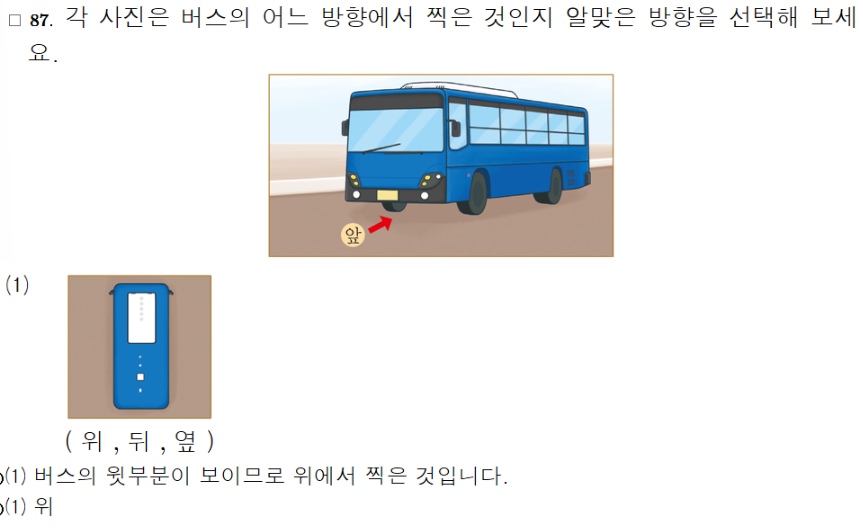 □ 87. 각 사진은 버스의 어느 방향에서 찍은 것인지 알맞은 방향을 선택해 보세
요.
앞
(1)
( 위 , 뒤 , 옆 )
(1) 버스의 윗부분이 보이므로 위에서 찍은 것입니다.
(1) 위